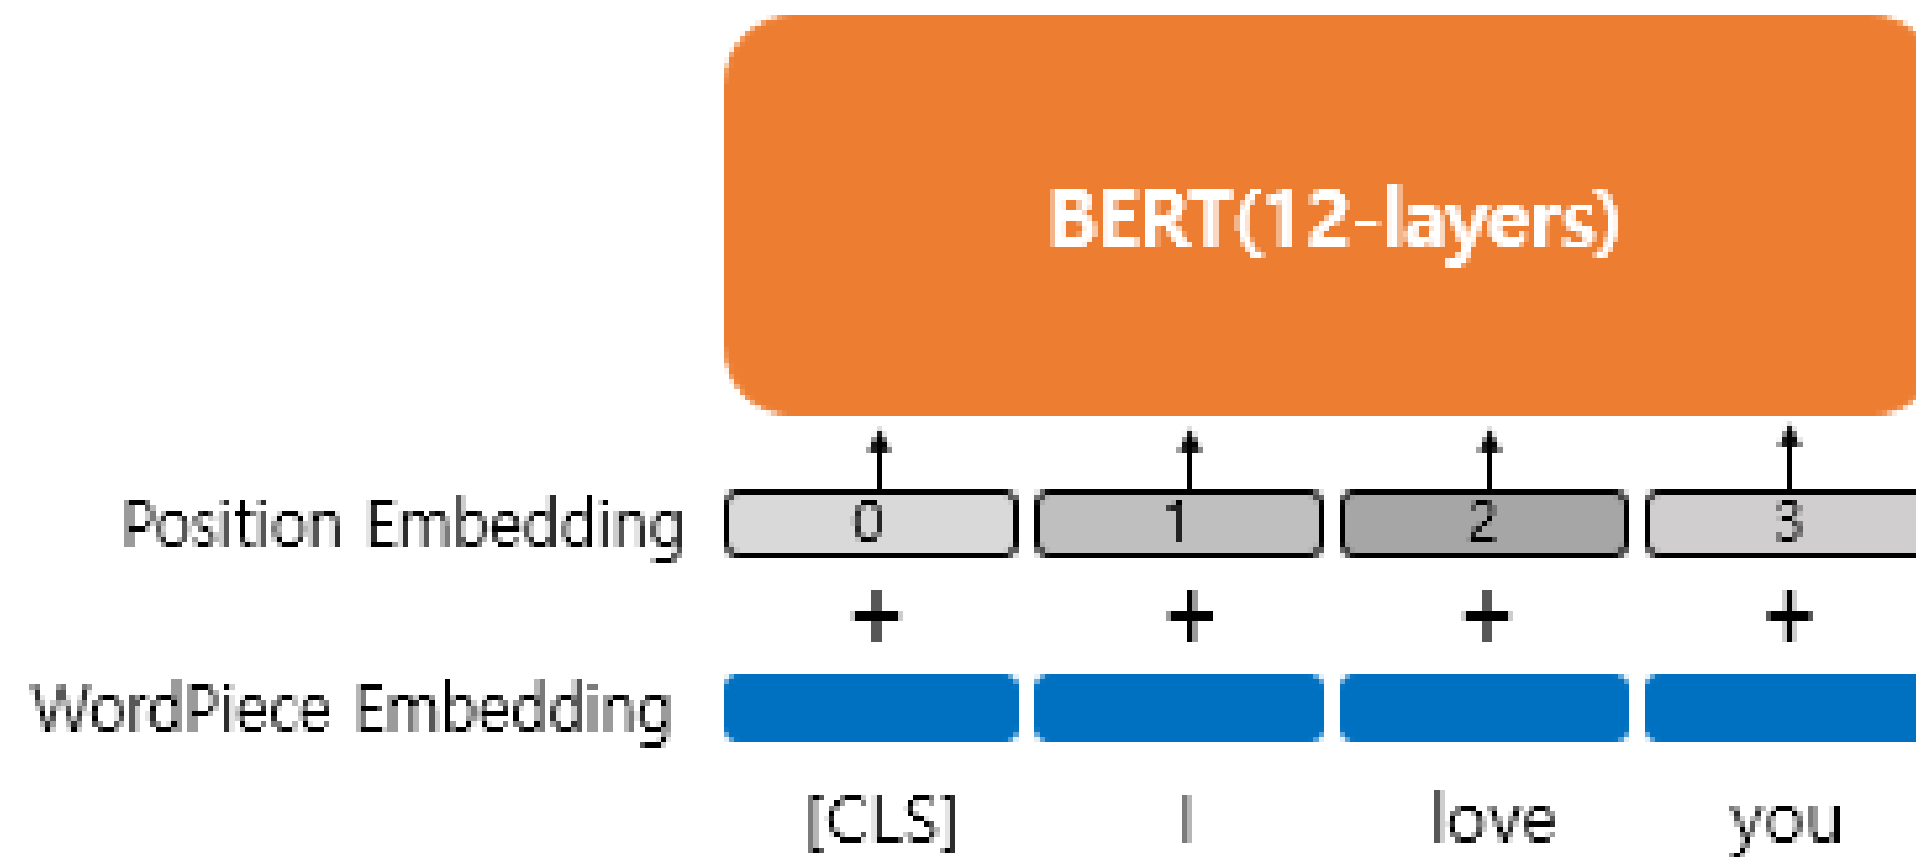 BERT(12-layers)
Position Embedding 0 1 2 3
+ + + +
WordPiece Embedding
[CLS] I love you